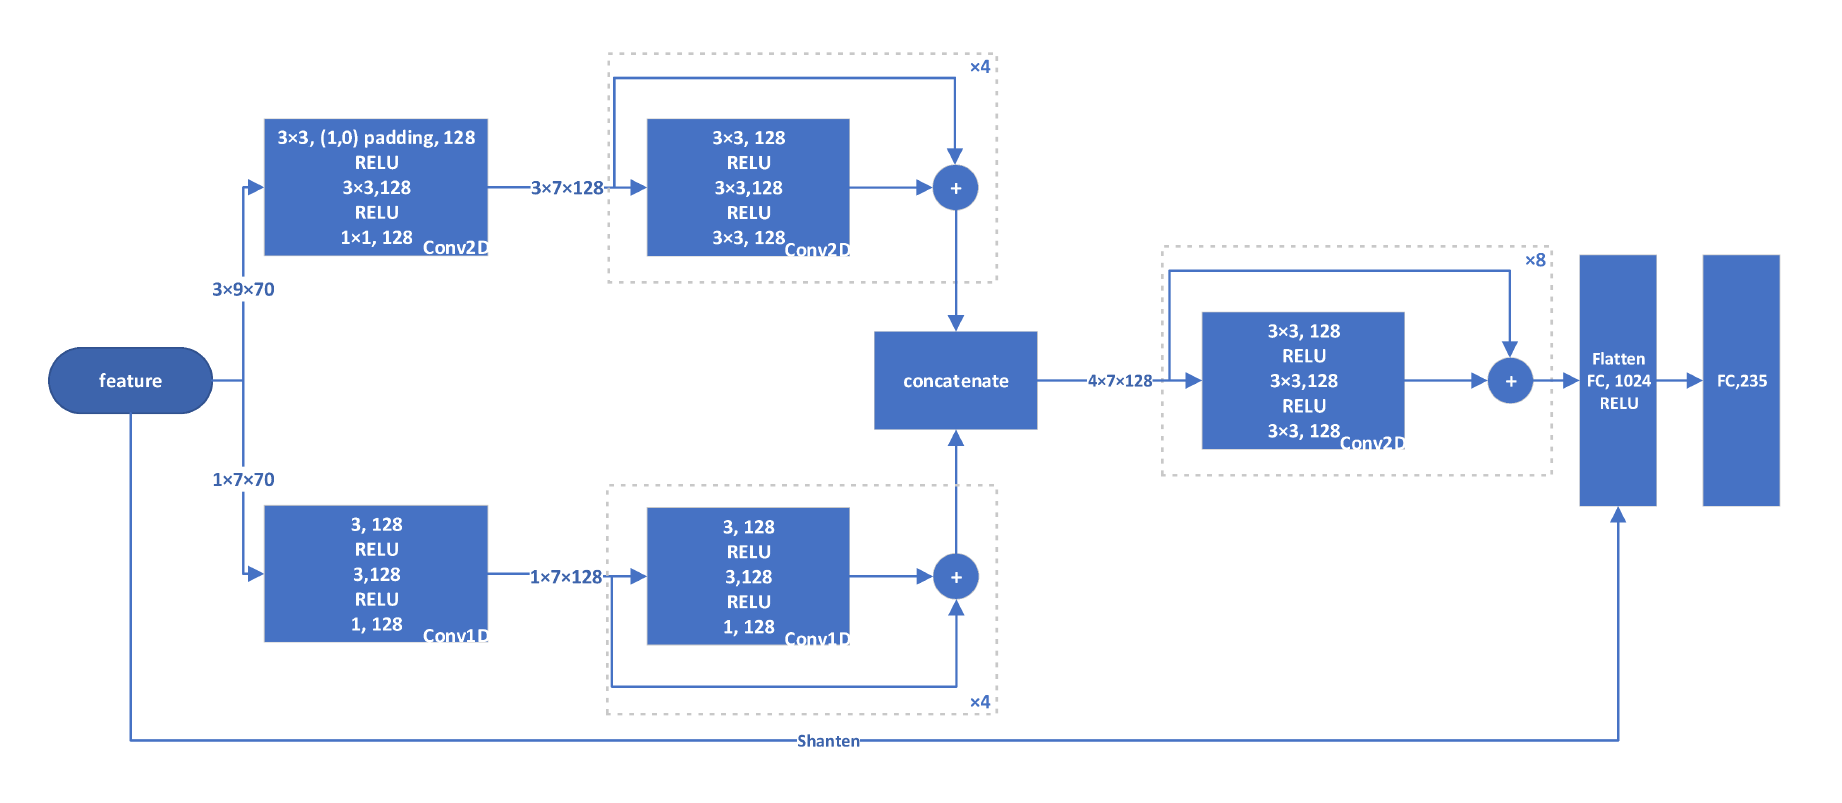 feature
3×9×70
1×7×70
3×3, (1,0) padding, 128
RELU
3×3,128
RELU
1×1, 128
Conv2D
3×7×128
×4
3×3, 128
RELU
3×3,128
RELU
3×3, 128
Conv2D
+
3, 128
RELU
3,128
RELU
1, 128
Conv1D
1×7×128
3, 128
RELU
3,128
RELU
1, 128
Conv1D
+
×4
concatenate
4×7×128
×8
3×3, 128
RELU
3×3,128
RELU
3×3, 128
Conv2D
+
Flatten
FC, 1024
RELU
FC,235
Shanten